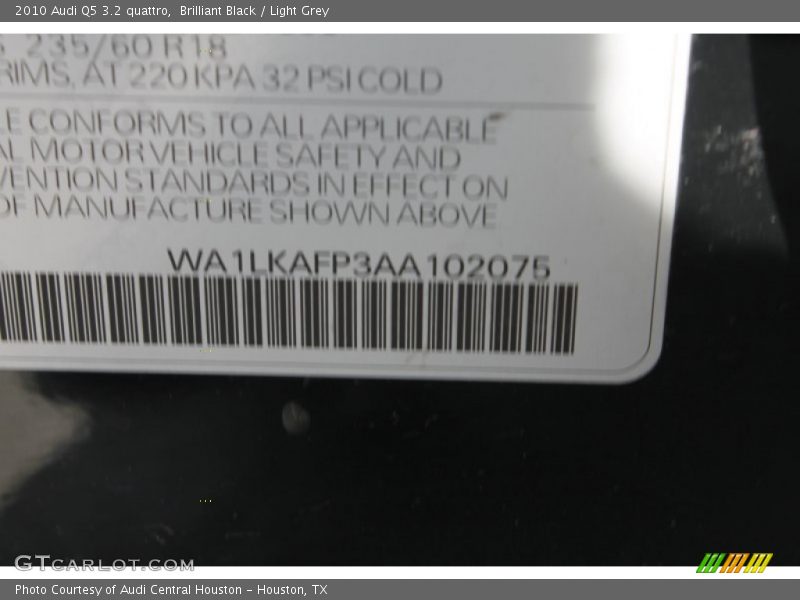 2010 Audi Q5 3.2 quattro, Brilliant Black / Light Grey
235/60 R18
RIMS, AT 220 KPA 32 PSI COLD
LE CONFORMS TO ALL APPLICABLE
AL MOTOR VEHICLE SAFETY AND
VENTION STANDARDS IN EFFECT ON
OF MANUFACTURE SHOWN ABOVE
WA1LKAFP3AA102075
GTCARLOT.COM
Photo Courtesy of Audi Central Houston - Houston, TX